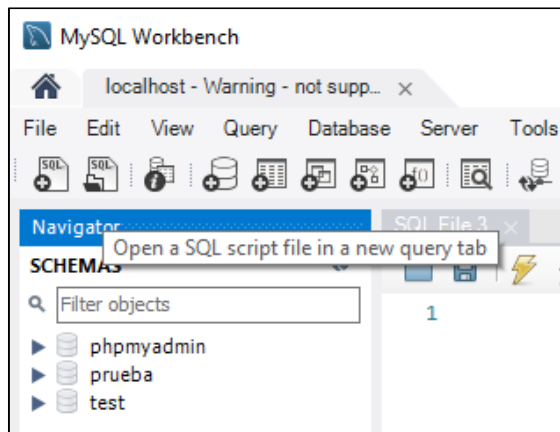 MySQL Workbench
localhost - Warning - not supp...
File Edit View Query Database Server Tools
SQL SQL f()
Navigator SQL File 3
Open a SQL script file in a new query tab
SCHEMAS
Filter objects
1
phpmyadmin
prueba
test